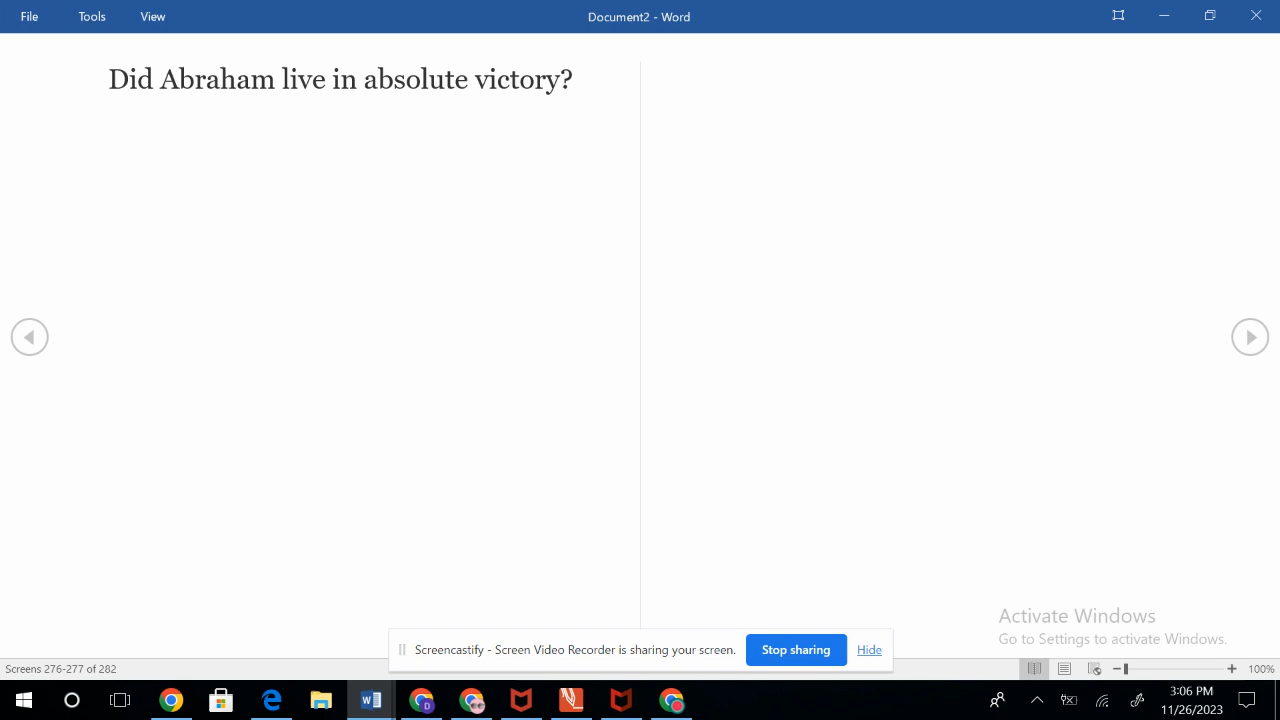 File Tools View Document2 - Word
Did Abraham live in absolute victory?
Activate Windows
Go to Settings to activate Windows.
Screencastify - Screen Video Recorder is sharing your screen. Stop sharing Hide
Screens 276-277 of 282 100%
3:06 PM
11/26/2023